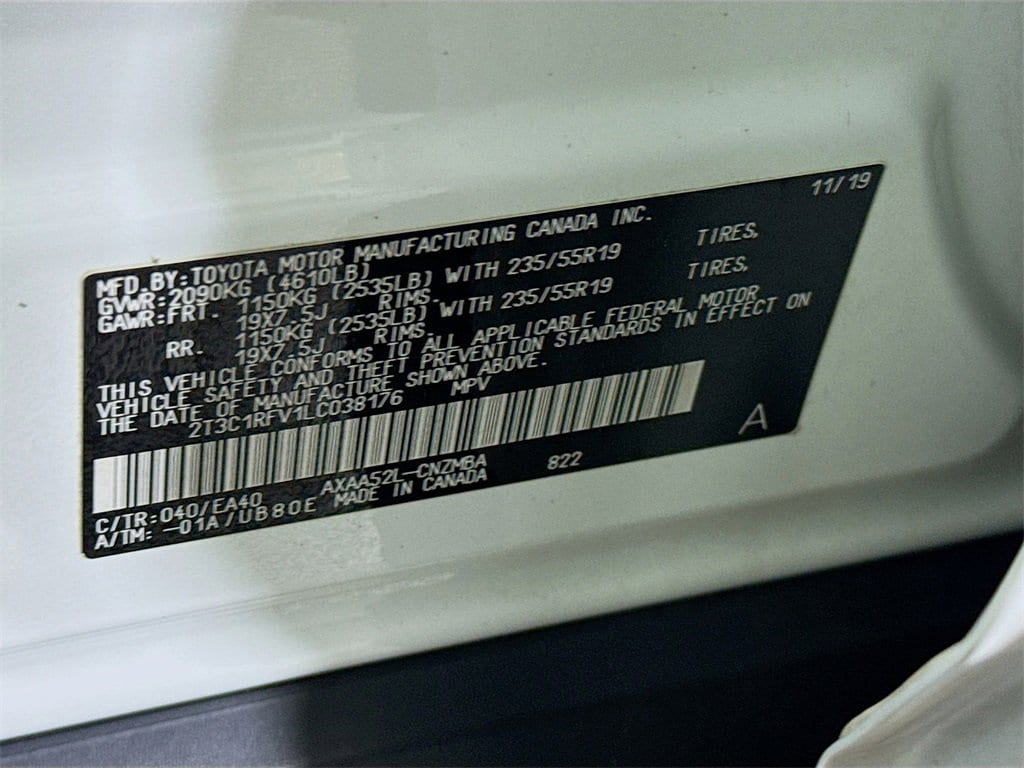 11/19
MFD.BY:TOYOTA MOTOR MANUFACTURING CANADA INC.
GVWR:2090KG (4610LB)
GAWR:FRT. 1150KG (2535LB) WITH 235/55R19 TIRES,
19X7.5J RIMS.
RR. 1150KG (2535LB) WITH 235/55R19 TIRES,
19X7.5J RIMS.
THIS VEHICLE CONFORMS TO ALL APPLICABLE FEDERAL MOTOR
VEHICLE SAFETY AND THEFT PREVENTION STANDARDS IN EFFECT ON
THE DATE OF MANUFACTURE SHOWN ABOVE.
2T3C1RFV1LC038176 MPV
A
C/TR:040/EA40 AXAA52L-CNZMBA 822
A/TM: -01A/UB80E MADE IN CANADA